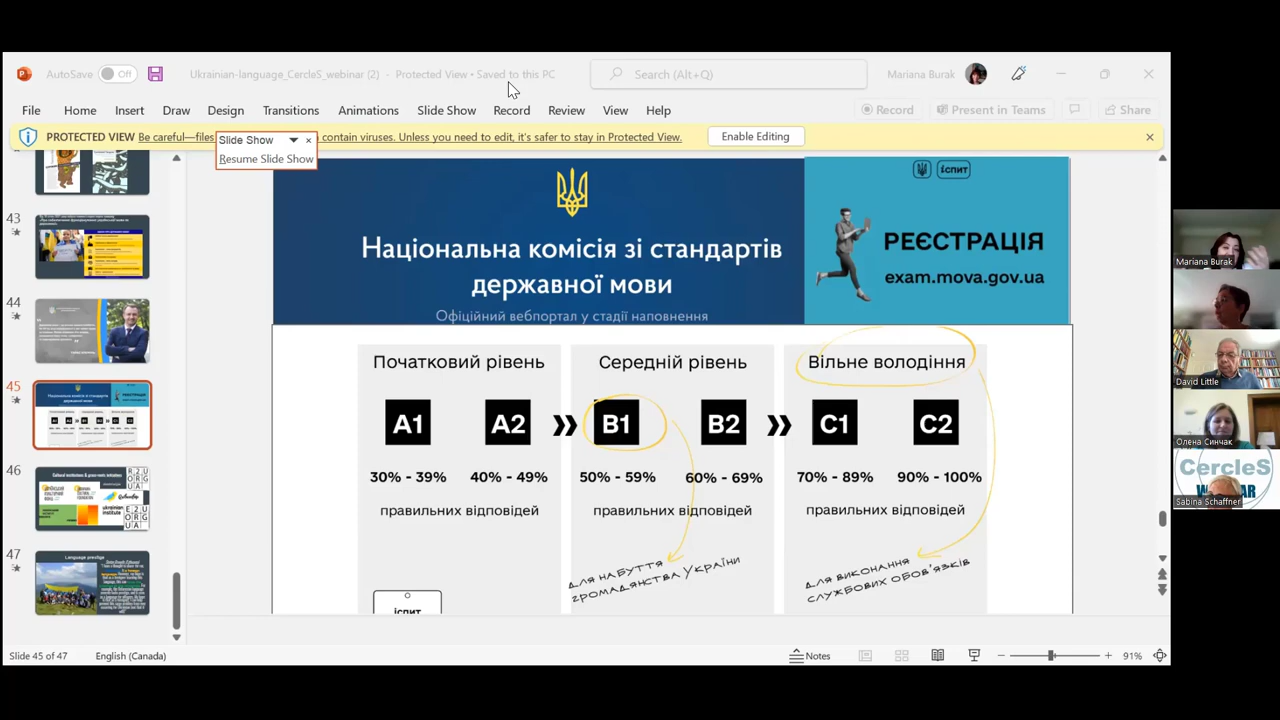 AutoSave Off Ukrainian-language_CercleS_webinar (2) - Protected View • Saved to this PC Search (Alt+Q) Mariana Burak
File Home Insert Draw Design Transitions Animations Slide Show Record Review View Help Record Present in Teams Share
PROTECTED VIEW Be careful—files contain viruses. Unless you need to edit, it's safer to stay in Protected View. Enable Editing
Slide Show
Resume Slide Show
43
44
45
46
47
Language prestige
іспит
Національна комісія зі стандартів
державної мови
Офіційний вебпортал у стадії наповнення
РЕЄСТРАЦІЯ
exam.mova.gov.ua
Початковий рівень Середній рівень Вільне володіння
A1 A2 » B1 B2 » C1 C2
30% - 39% 40% - 49% 50% - 59% 60% - 69% 70% - 89% 90% - 100%
правильних відповідей правильних відповідей правильних відповідей
для набуття
громадянства України
для виконання
службових обов'язків
іспит
Mariana Burak
David Little
Олена Синчак
CercleS
Sabina Schaffner
Slide 45 of 47 English (Canada) Notes 91%